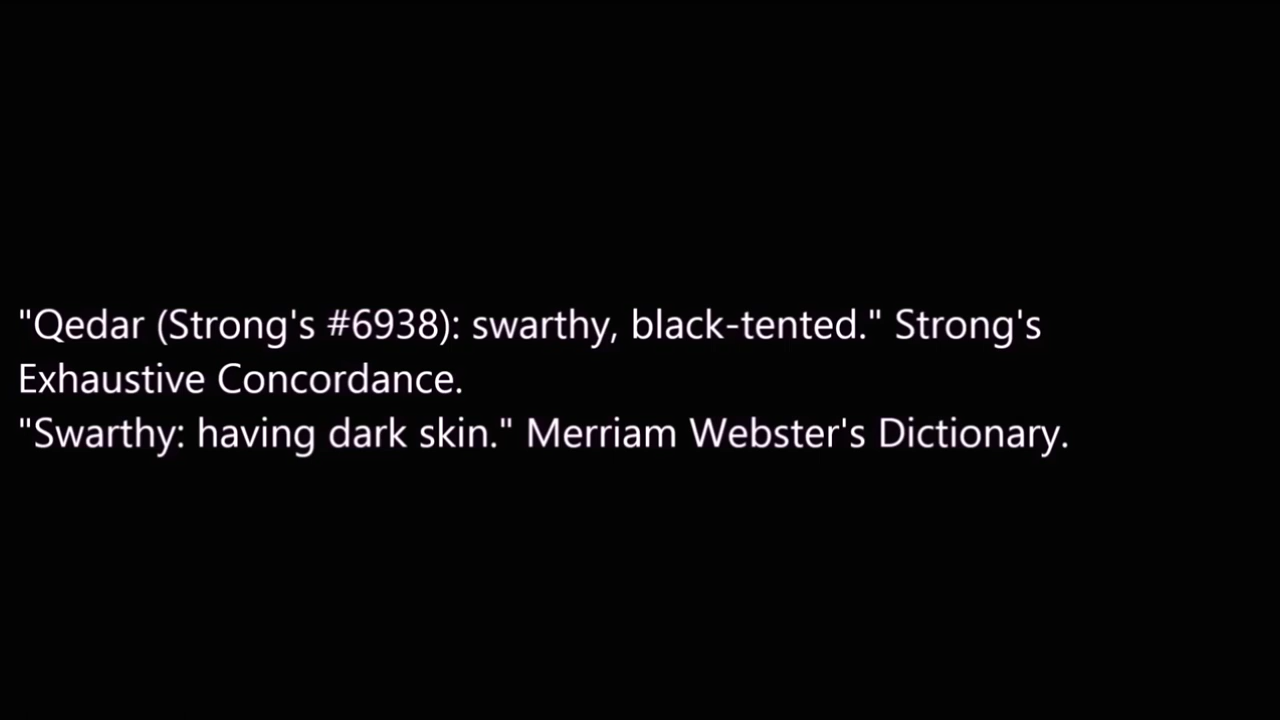 "Qedar (Strong's #6938): swarthy, black-tented." Strong's
Exhaustive Concordance.
"Swarthy: having dark skin." Merriam Webster's Dictionary.